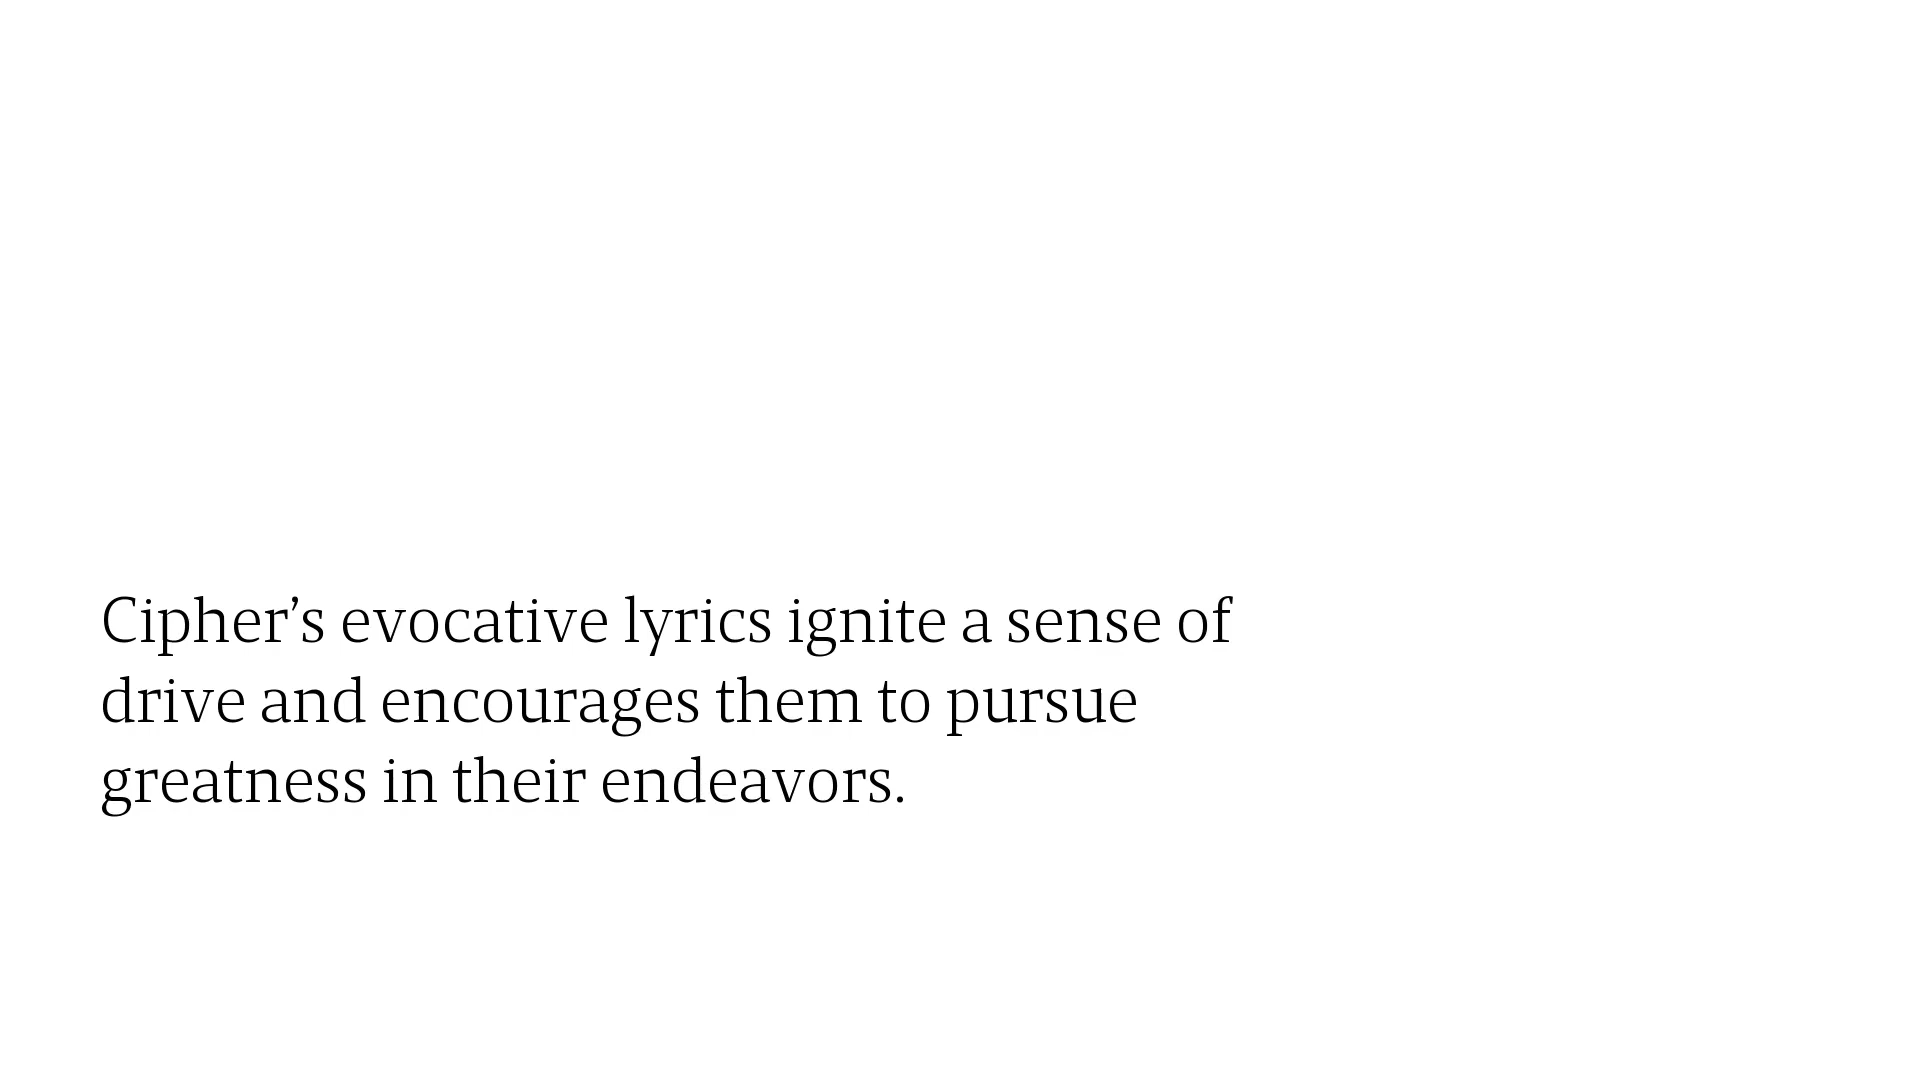 Cipher’s evocative lyrics ignite a sense of
drive and encourages them to pursue
greatness in their endeavors.